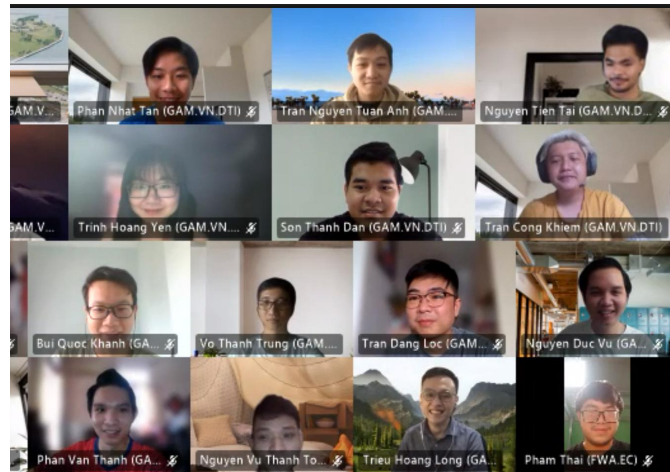 GAM.V...
Phan Nhat Tan (GAM.VN.DTI)
Tran Nguyen Tuan Anh (GAM....
Nguyen Tien Tai (GAM.VN.D...
GAM.V...
Trinh Hoang Yen (GAM.VN....
Son Thanh Dan (GAM.VN.DTI)
Tran Cong Khiem (GAM.VN.DTI)
Bui Quoc Khanh (GA...
Vo Thanh Trung (GAM....
Tran Dang Loc (GAM....
Nguyen Duc Vu (GA...
Phan Van Thanh (GA...
Nguyen Vu Thanh To...
Trieu Hoang Long (GA...
Pham Thai (FWA.EC)